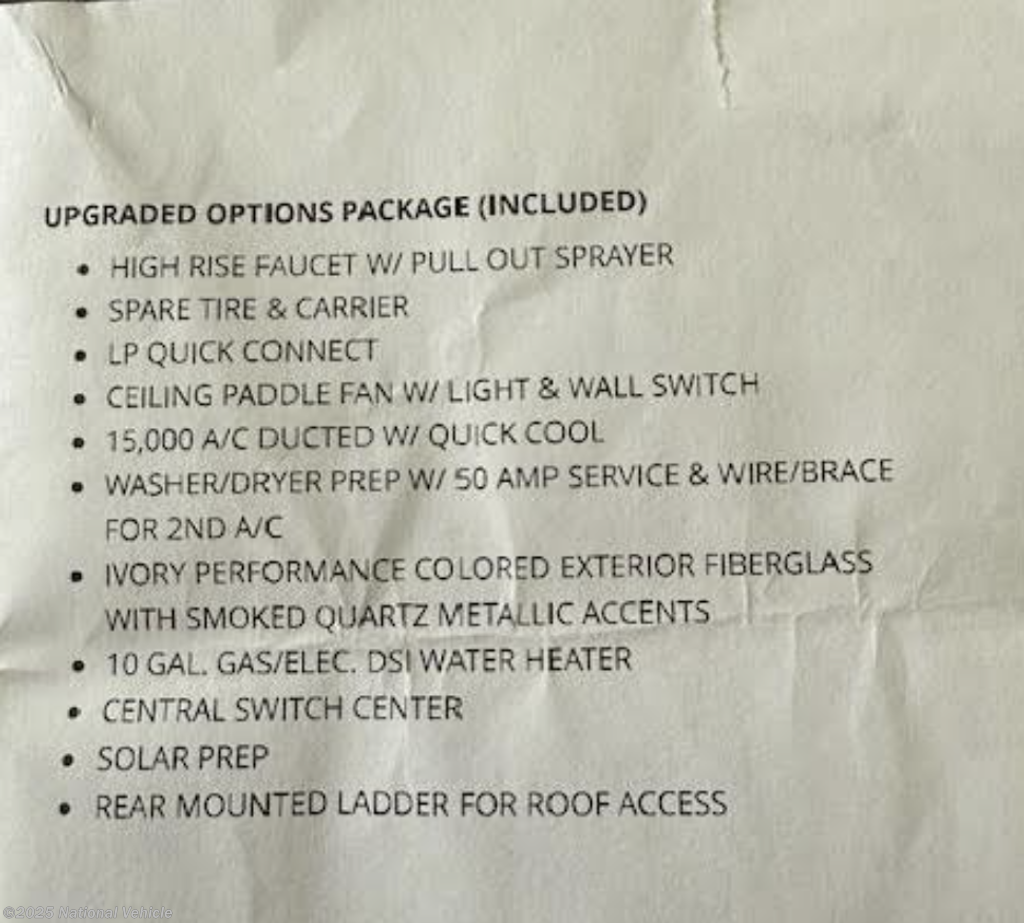 UPGRADED OPTIONS PACKAGE (INCLUDED)
• HIGH RISE FAUCET W/ PULL OUT SPRAYER
• SPARE TIRE & CARRIER
• LP QUICK CONNECT
• CEILING PADDLE FAN W/ LIGHT & WALL SWITCH
• 15,000 A/C DUCTED W/ QUICK COOL
• WASHER/DRYER PREP W/ 50 AMP SERVICE & WIRE/BRACE
FOR 2ND A/C
• IVORY PERFORMANCE COLORED EXTERIOR FIBERGLASS
WITH SMOKED QUARTZ METALLIC ACCENTS
• 10 GAL. GAS/ELEC. DSI WATER HEATER
• CENTRAL SWITCH CENTER
• SOLAR PREP
• REAR MOUNTED LADDER FOR ROOF ACCESS
©2025 National Vehicle